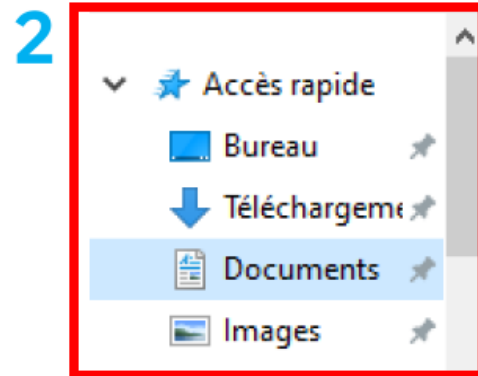 2
Accès rapide
Bureau
Téléchargeme
Documents
Images